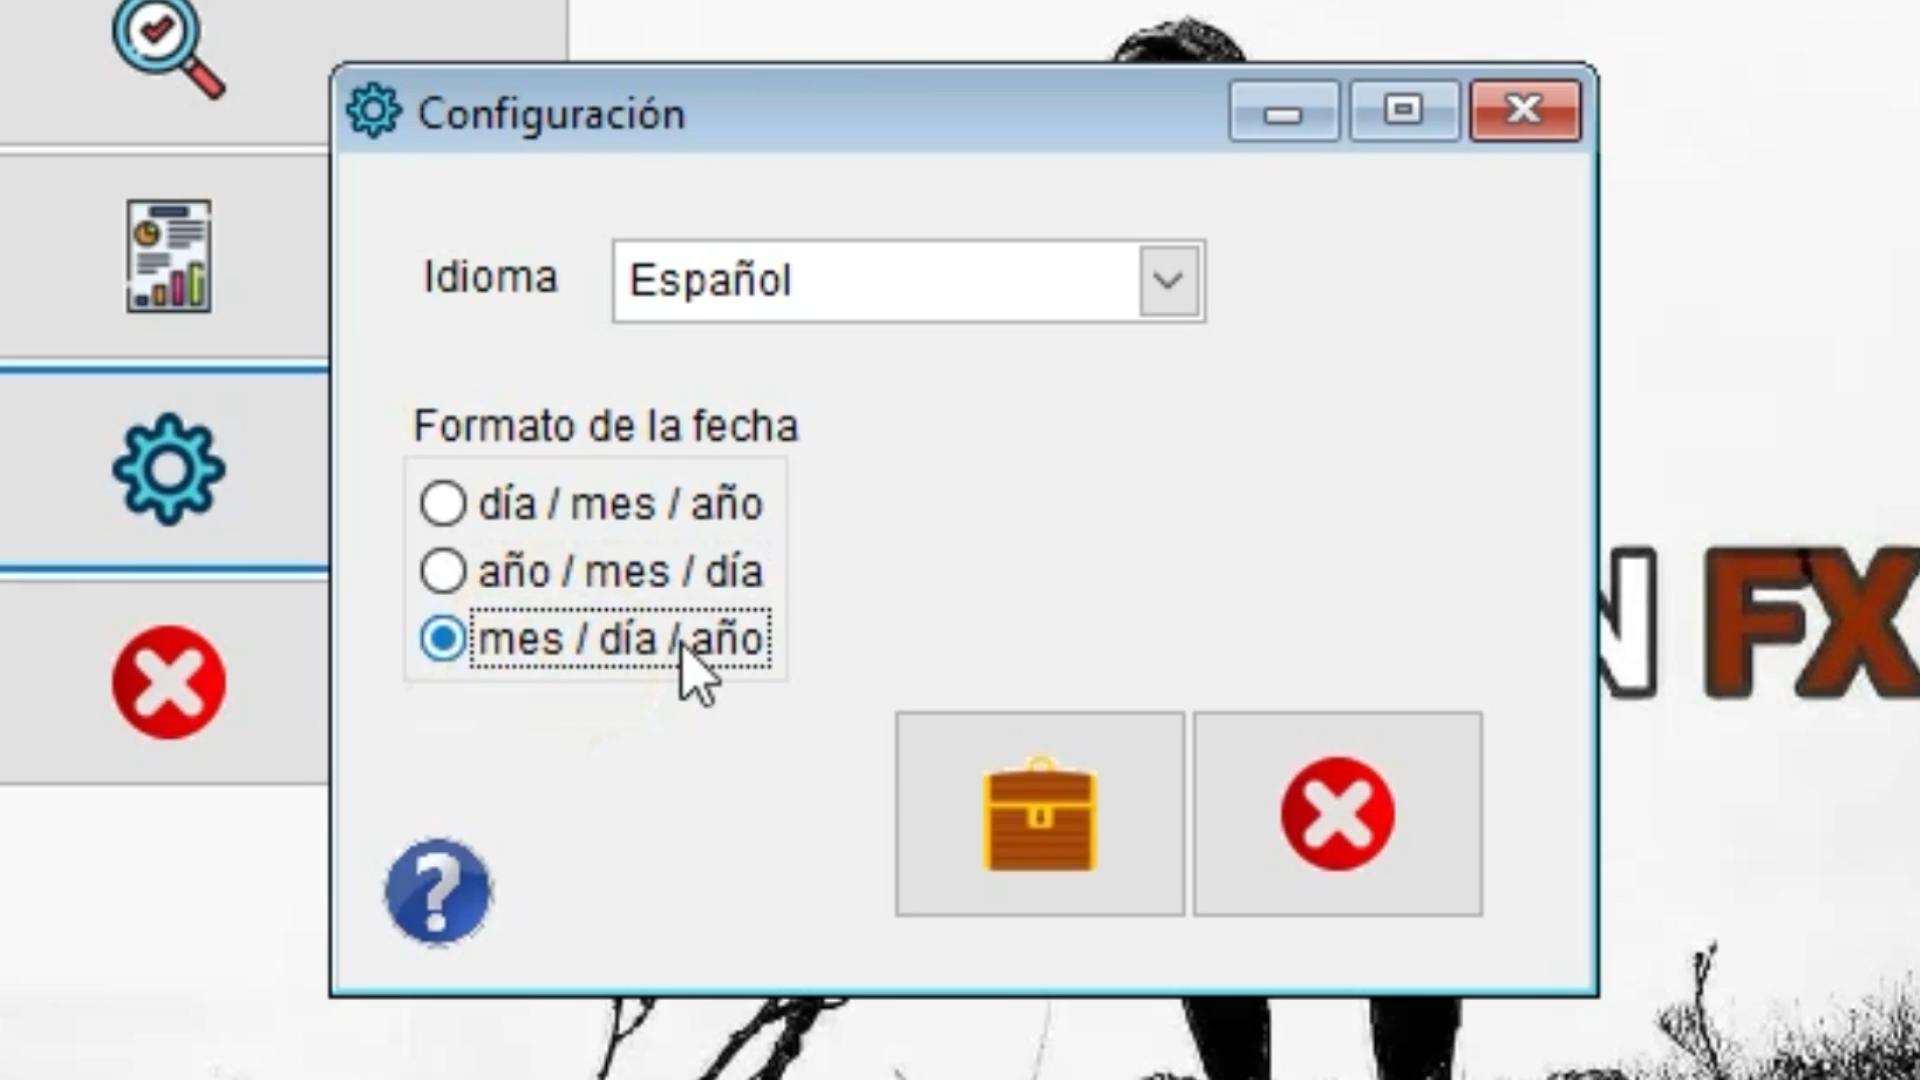 Configuración
Idioma
Español
Formato de la fecha
día / mes / año
año / mes / día
mes / día / año
FX